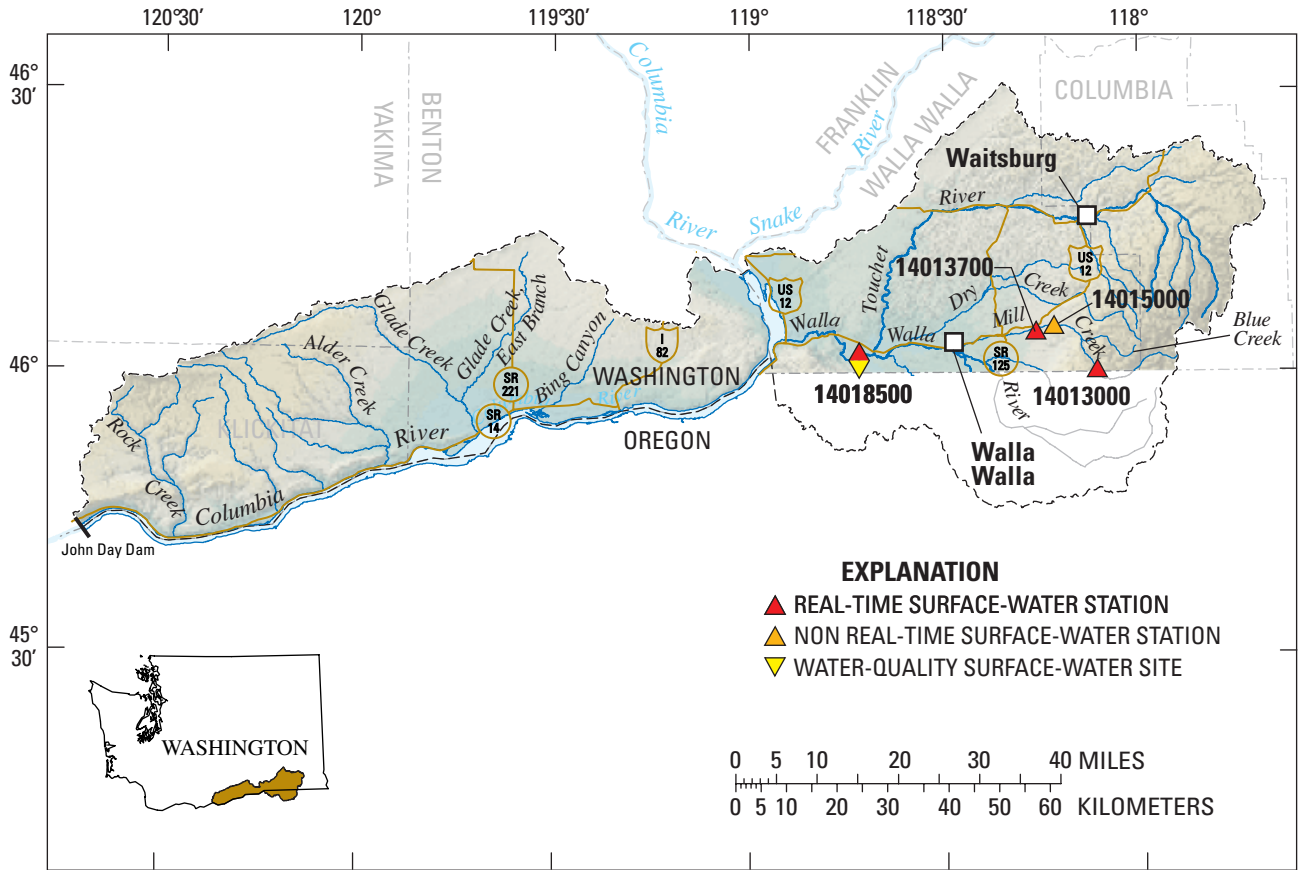 120°30'
120°
119°30'
119°
118°30'
118°
46°
30'
46°
45°
30'
YAKIMA
BENTON
FRANKLIN
WALLA WALLA
COLUMBIA
KLICKITAT
Columbia
River
Snake
River
Waitsburg
River
Touchet
14013700
US
12
14015000
Dry
Creek
Mill
Creek
Blue
Creek
US
12
Walla
Walla
SR
125
River
14018500
14013000
Walla
Walla
Glade Creek
Glade Creek,
East Branch
Alder
Creek
Bing Canyon
I
82
SR
221
SR
14
WASHINGTON
River
OREGON
Rock
Creek
Columbia
River
John Day Dam
EXPLANATION
REAL-TIME SURFACE-WATER STATION
NON REAL-TIME SURFACE-WATER STATION
WATER-QUALITY SURFACE-WATER SITE
WASHINGTON
0 5 10 20 30 40 MILES
0 5 10 20 30 40 50 60 KILOMETERS